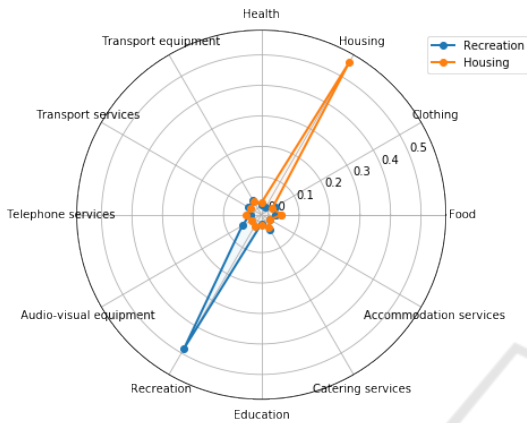 Health
Transport equipment
Housing
Recreation
Housing
Transport services
Clothing
0.5
0.4
0.3
0.2
0.1
0.0
Telephone services
Food
Audio-visual equipment
Accommodation services
Recreation
Catering services
Education